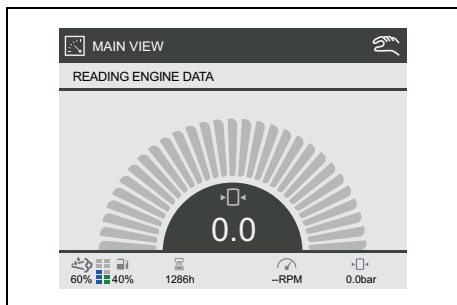 MAIN VIEW
READING ENGINE DATA
0.0
60% 40% 1286h --RPM 0.0bar